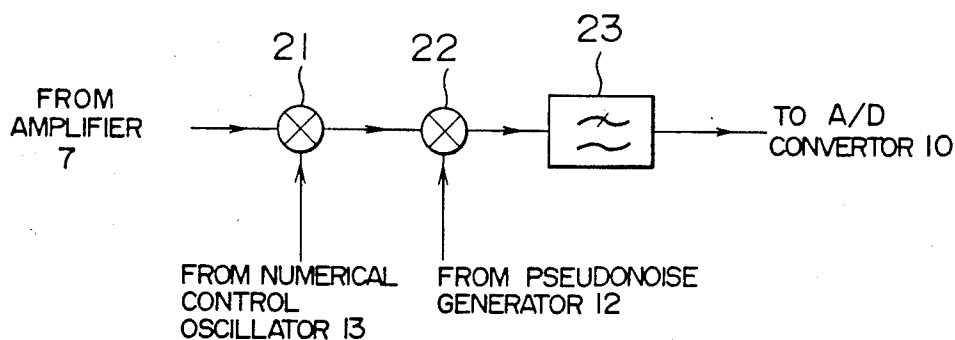 21
22
23
FROM
AMPLIFIER
7
TO A/D
CONVERTOR 10
FROM NUMERICAL
CONTROL
OSCILLATOR 13
FROM PSEUDONOISE
GENERATOR 12